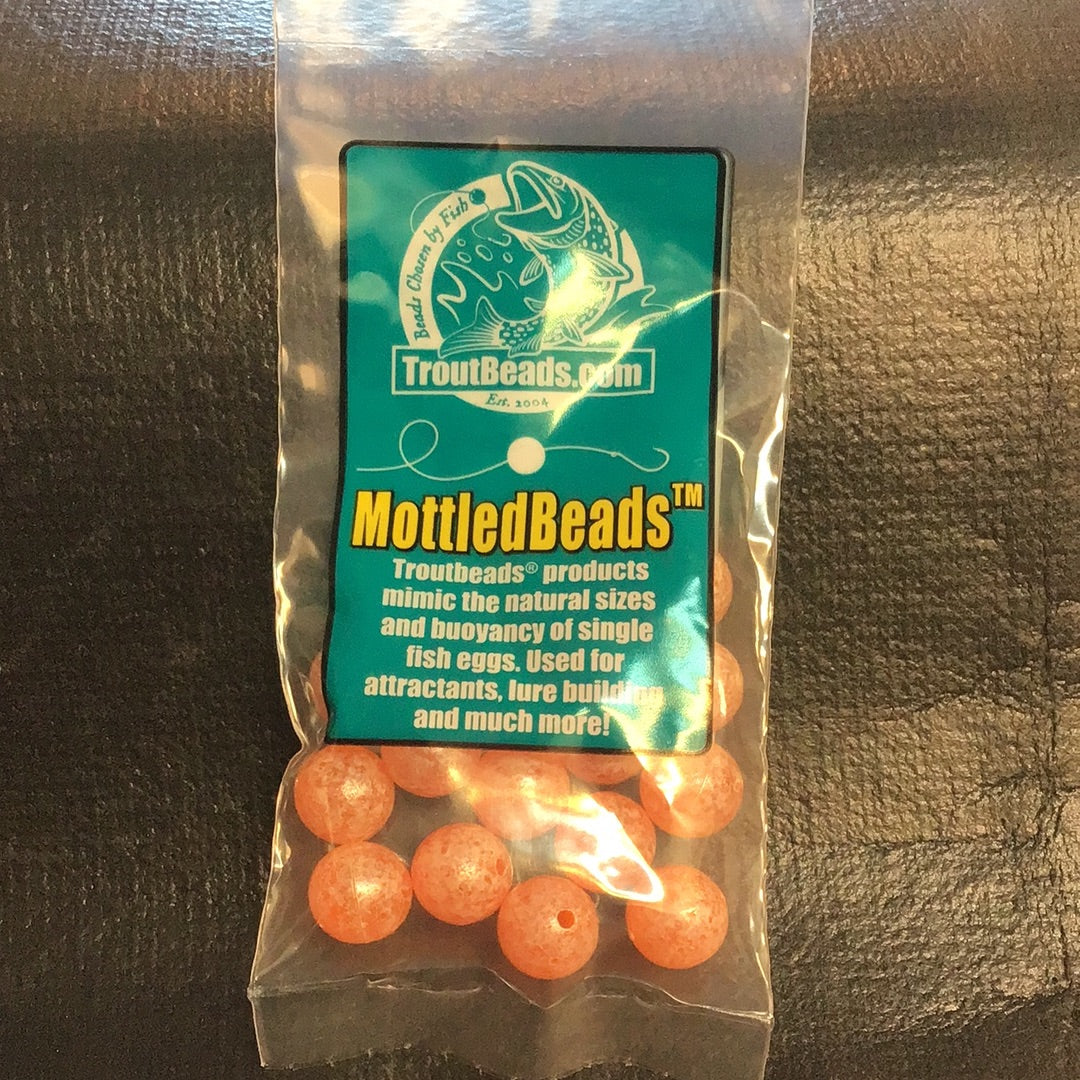 Beads Chosen by Fish
TroutBeads.com
Est. 2004
MottledBeads™
Troutbeads® products
mimic the natural sizes
and buoyancy of single
fish eggs. Used for
attractants, lure building
and much more!